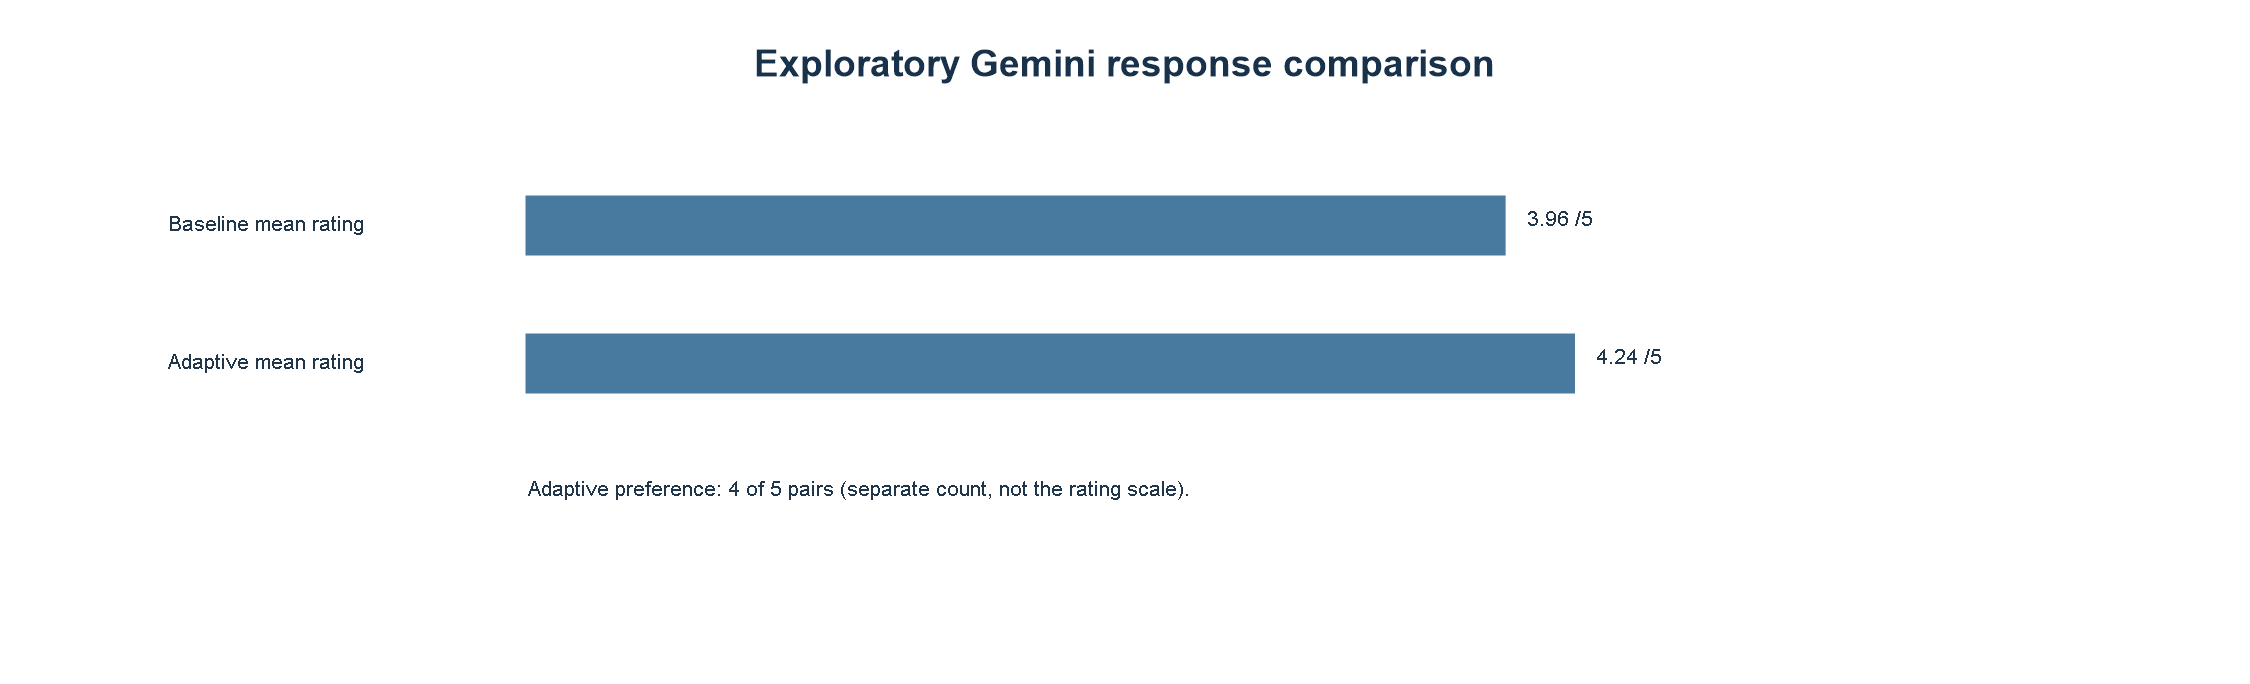 Exploratory Gemini response comparison
Baseline mean rating
3.96 /5
Adaptive mean rating
4.24 /5
Adaptive preference: 4 of 5 pairs (separate count, not the rating scale).